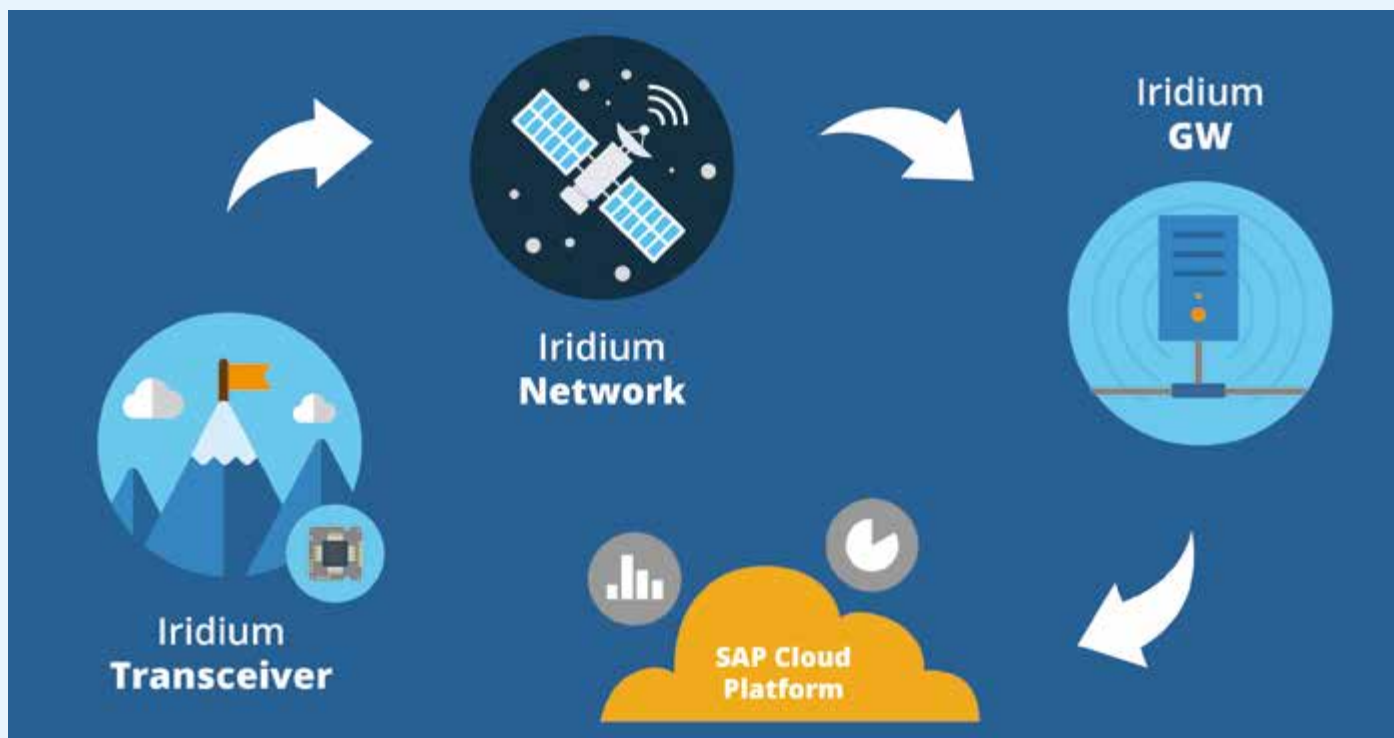 Iridium
Transceiver
Iridium
Network
Iridium
GW
SAP Cloud
Platform